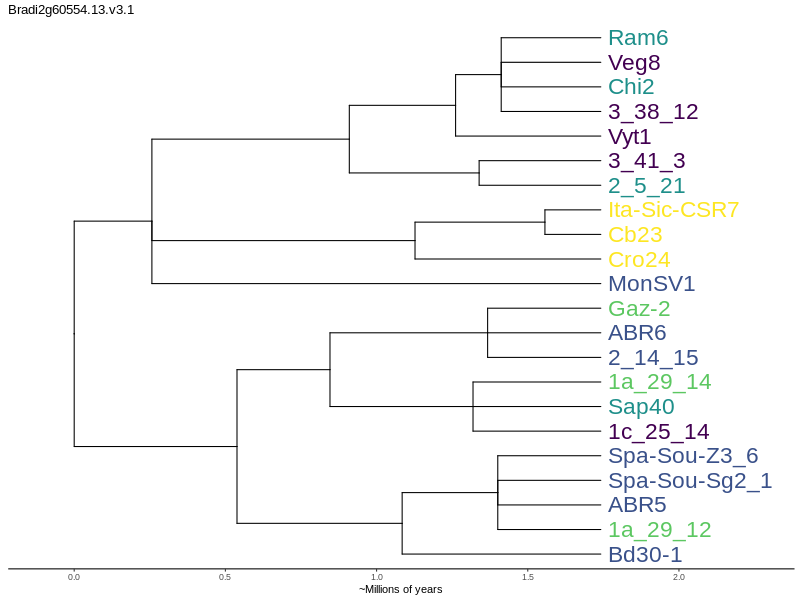 Bradi2g60554.13.v3.1
Ram6
Veg8
Chi2
3_38_12
Vyt1
3_41_3
2_5_21
Ita-Sic-CSR7
Cb23
Cro24
MonSV1
Gaz-2
ABR6
2_14_15
1a_29_14
Sap40
1c_25_14
Spa-Sou-Z3_6
Spa-Sou-Sg2_1
ABR5
1a_29_12
Bd30-1
0.0 0.5 1.0 1.5 2.0
~Millions of years